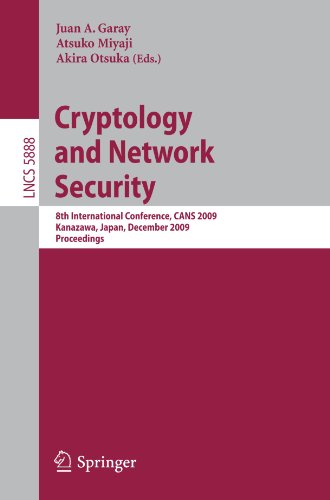 Juan A. Garay
Atsuko Miyaji
Akira Otsuka (Eds.)
LNCS 5888
Cryptology
and Network
Security
8th International Conference, CANS 2009
Kanazawa, Japan, December 2009
Proceedings
Springer